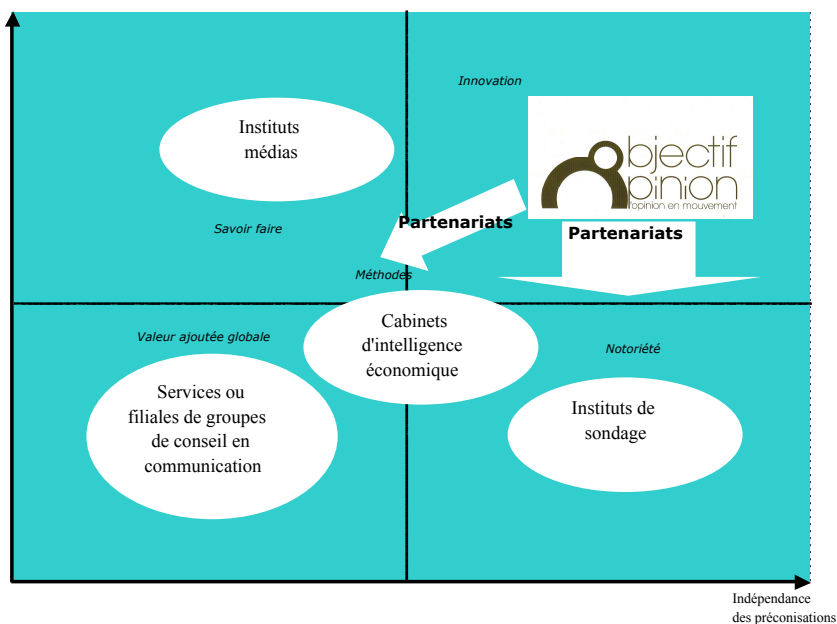 Innovation
Instituts
médias
bjectif
pinion
l'opinion en mouvement
Partenariats
Partenariats
Savoir faire
Méthodes
Cabinets
d'intelligence
économique
Valeur ajoutée globale
Notoriété
Services ou
filiales de groupes
de conseil en
communication
Instituts de
sondage
Indépendance
des préconisations